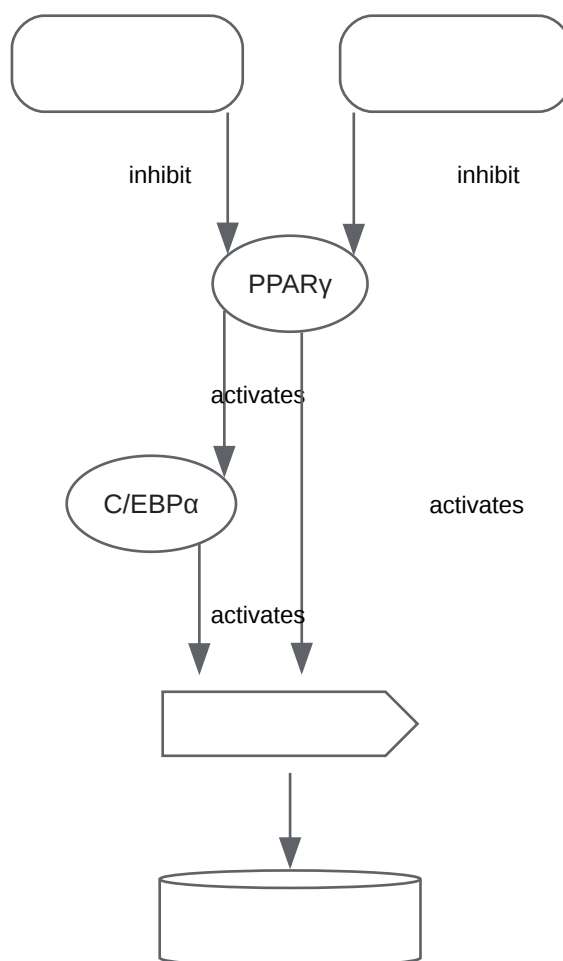 inhibit
inhibit
PPARγ
activates
C/EBPα
activates
activates